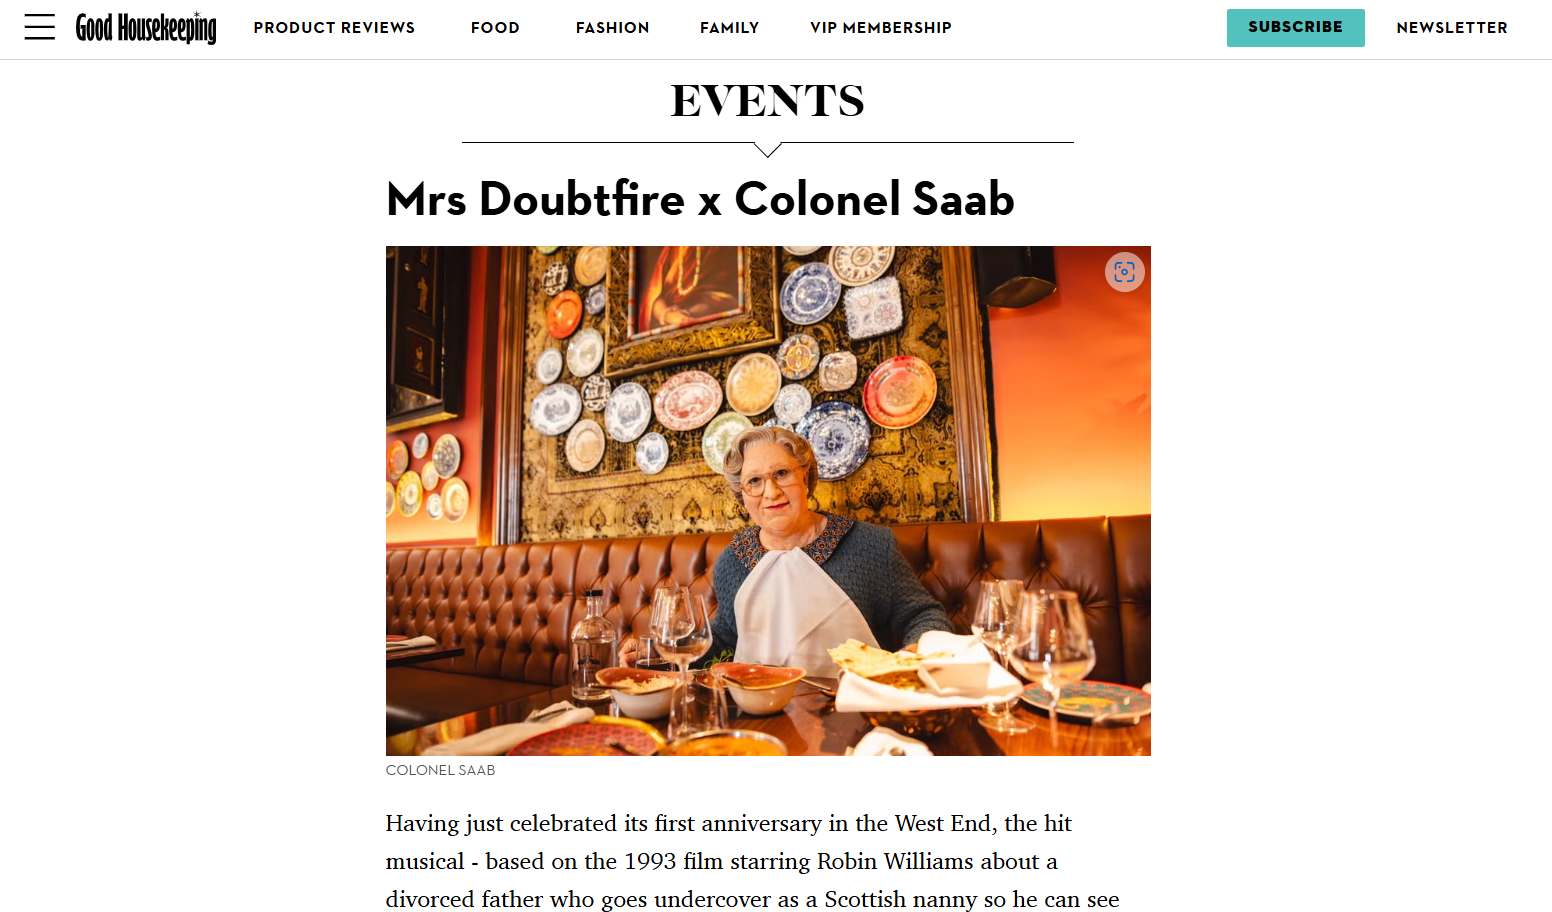 Good Housekeeping
PRODUCT REVIEWS
FOOD
FASHION
FAMILY
VIP MEMBERSHIP
SUBSCRIBE
NEWSLETTER
EVENTS
Mrs Doubtfire x Colonel Saab
COLONEL SAAB
Having just celebrated its first anniversary in the West End, the hit
musical - based on the 1993 film starring Robin Williams about a
divorced father who goes undercover as a Scottish nanny so he can see